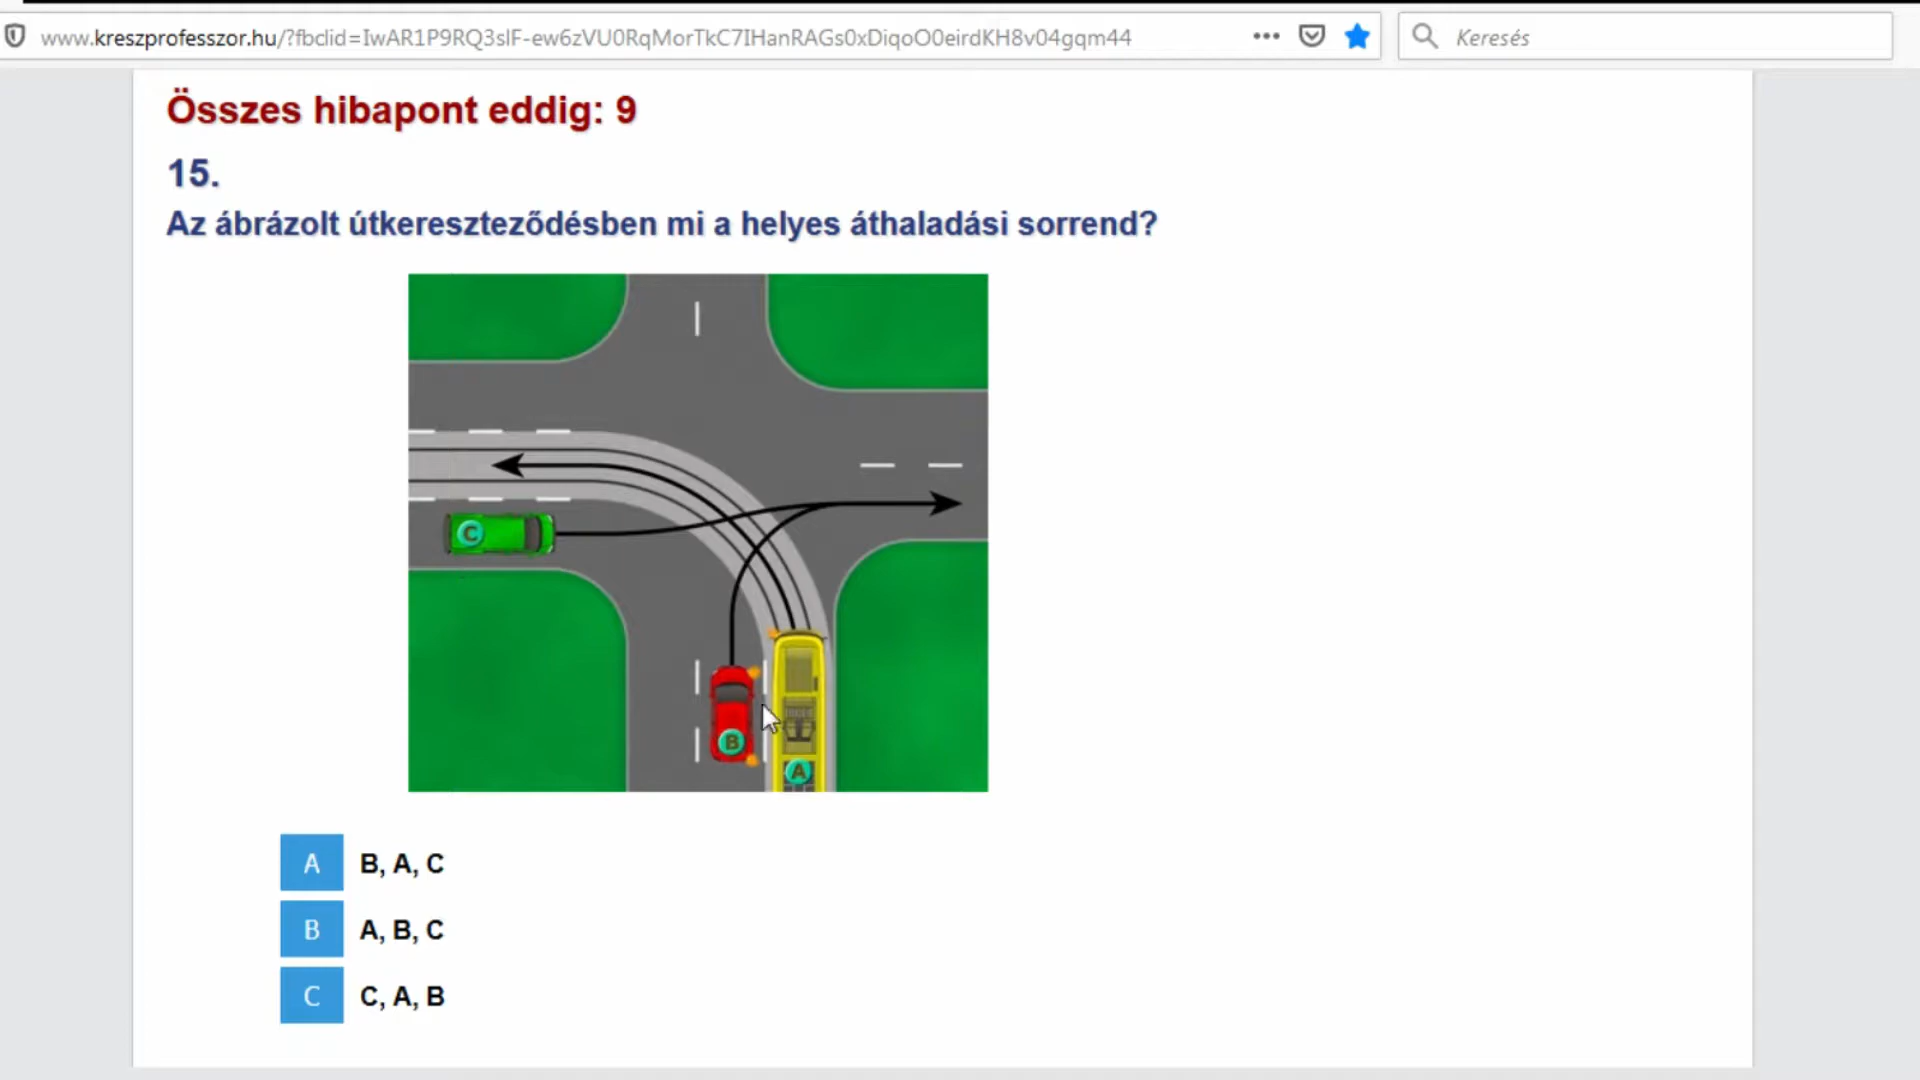 www.kreszprofesszor.hu/?fbclid=IwAR1P9RQ3slF-ew6zVU0RqMorTkC7IHanRAGs0xDiqoO0eirdKH8v04gqm44
Keresés
Összes hibapont eddig: 9
15.
Az ábrázolt útkereszteződésben mi a helyes áthaladási sorrend?
C
B
A
A B, A, C
B A, B, C
C C, A, B